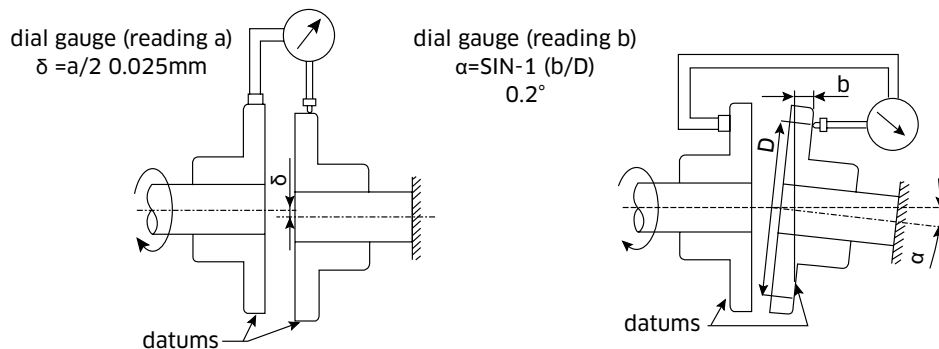 dial gauge (reading a)
δ =a/2 0.025mm
δ
datums
dial gauge (reading b)
α=SIN-1 (b/D)
0.2°
b
D
α
datums